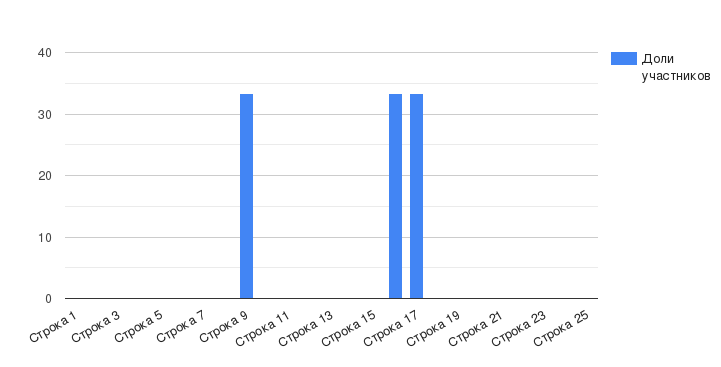 40
30
20
10
0
Строка 1
Строка 3
Строка 5
Строка 7
Строка 9
Строка 11
Строка 13
Строка 15
Строка 17
Строка 19
Строка 21
Строка 23
Строка 25
Доли
участников